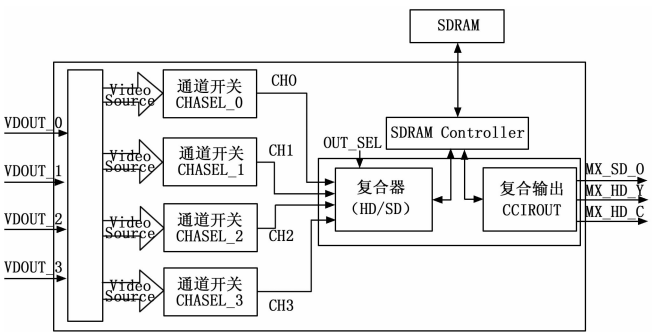 SDRAM
SDRAM Controller
VDOUT_0
VDOUT_1
VDOUT_2
VDOUT_3
Video
Source
通道开关
CHASEL_0
CH0
Video
Source
通道开关
CHASEL_1
CH1
Video
Source
通道开关
CHASEL_2
CH2
Video
Source
通道开关
CHASEL_3
CH3
OUT_SEL
复合器
(HD/SD)
复合输出
CCIROUT
MX_SD_O
MX_HD_Y
MX_HD_C